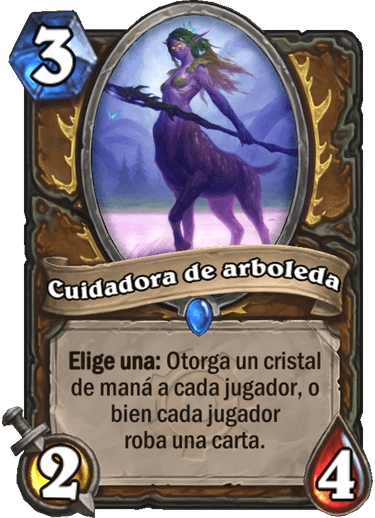 3
Cuidadora de arboleda
Elige una: Otorga un cristal
de maná a cada jugador, o
bien cada jugador
roba una carta.
2
4